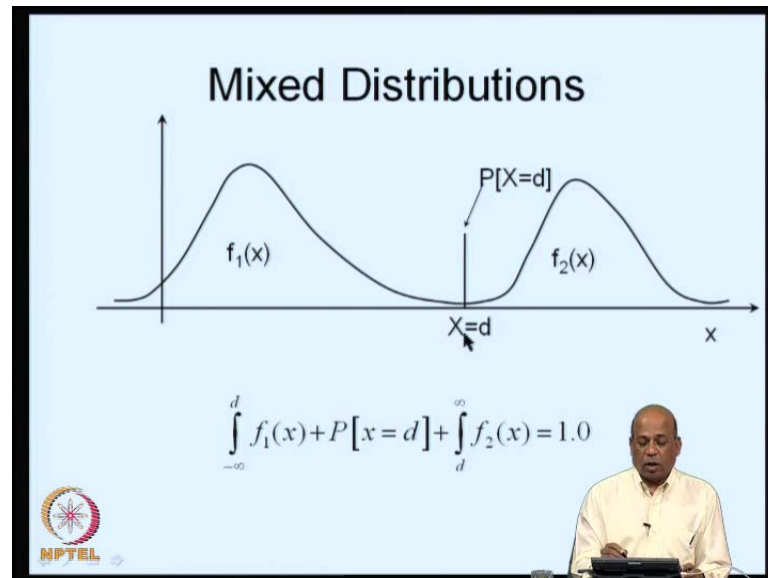 Mixed Distributions
P[X=d]
f₁(x)
f₂(x)
X=d
x
∫_{-∞}^{d} f₁(x)+P[x=d]+∫_{d}^{∞} f₂(x)=1.0
NPTEL